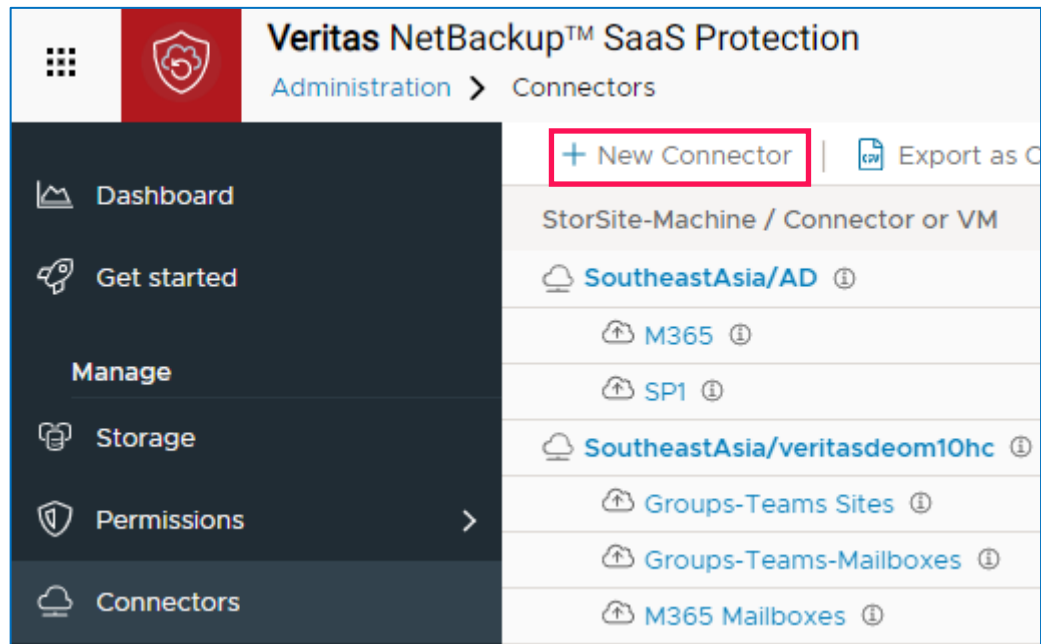 Veritas NetBackup™ SaaS Protection
Administration > Connectors
+ New Connector | Export as C
Dashboard
Get started
Manage
Storage
Permissions >
Connectors
StorSite-Machine / Connector or VM
SoutheastAsia/AD
M365
SP1
SoutheastAsia/veritasdeom10hc
Groups-Teams Sites
Groups-Teams-Mailboxes
M365 Mailboxes